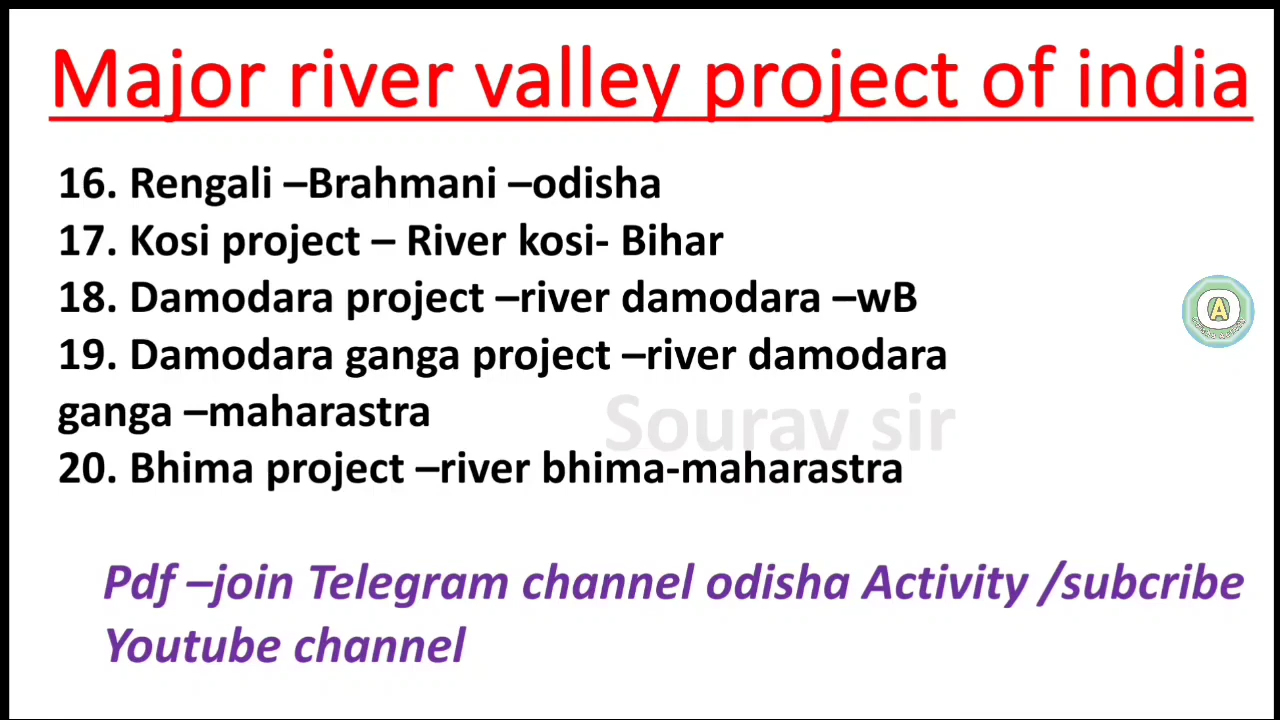 Major river valley project of india
16. Rengali –Brahmani –odisha
17. Kosi project – River kosi- Bihar
18. Damodara project –river damodara –wB
19. Damodara ganga project –river damodara
ganga –maharastra
Sourav sir
20. Bhima project –river bhima-maharastra
Pdf –join Telegram channel odisha Activity /subcribe
Youtube channel
A